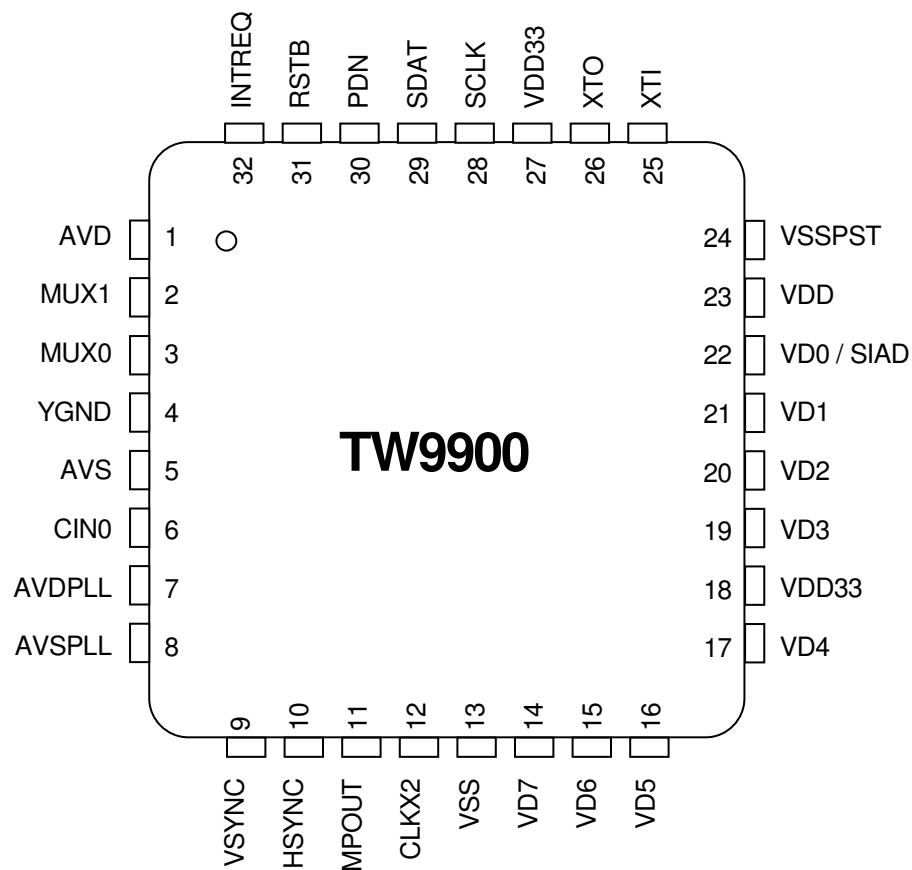 INTREQ
RSTB
PDN
SDAT
SCLK
VDD33
XTO
XTI
32
31
30
29
28
27
26
25
AVD 1
MUX1 2
MUX0 3
YGND 4
AVS 5
CIN0 6
AVDPLL 7
AVSPLL 8
TW9900
24 VSSPST
23 VDD
22 VD0 / SIAD
21 VD1
20 VD2
19 VD3
18 VDD33
17 VD4
9
10
11
12
13
14
15
16
VSYNC
HSYNC
MPOUT
CLKX2
VSS
VD7
VD6
VD5